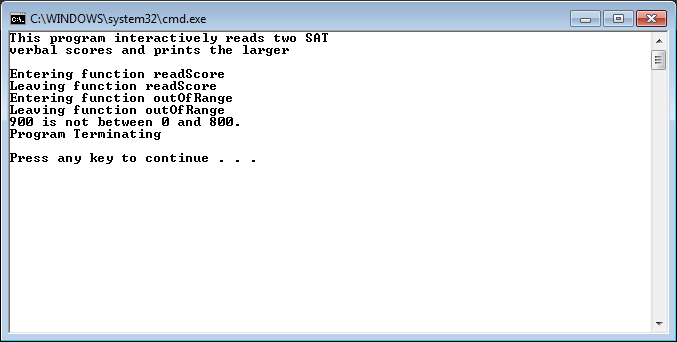 C:\WINDOWS\system32\cmd.exe
This program interactively reads two SAT
verbal scores and prints the larger
Entering function readScore
Leaving function readScore
Entering function outOfRange
Leaving function outOfRange
900 is not between 0 and 800.
Program Terminating
Press any key to continue . . .